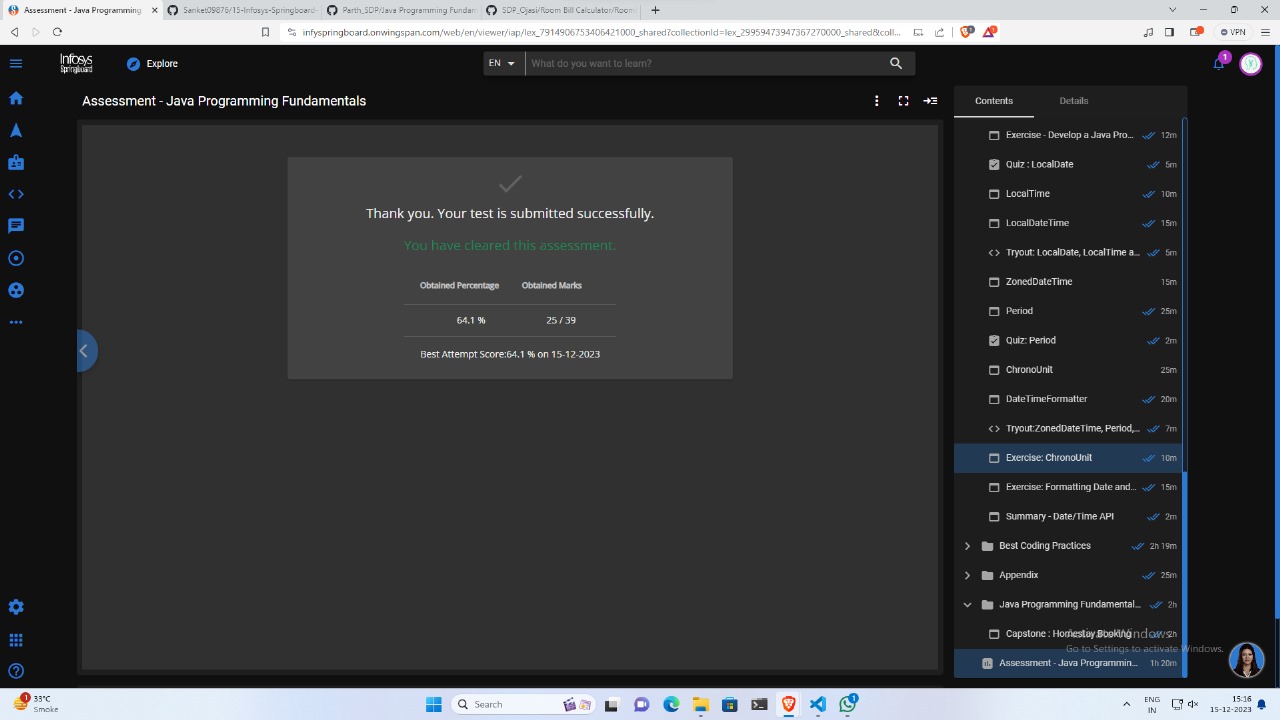 Assessment - Java Programming
Sanket09876/15-Infosys-Springboard-
Parth_SDP/Java Programming Fundam
SDP_Ojasi/Room Bill Calculator/Room
infyspringboard.onwingspan.com/web/en/viewer/iap/lex_7914936753406421000_shared?collectionId=lex_29959473947367270000_shared&coll...
VPN
Infosys
Springboard
Explore
EN
What do you want to learn?
1
Assessment - Java Programming Fundamentals
Contents
Details
Exercise - Develop a Java Pro... 12m
Quiz : LocalDate 5m
LocalTime 10m
LocalDateTime 15m
Tryout: LocalDate, LocalTime a... 5m
ZonedDateTime 15m
Period 25m
Quiz: Period 2m
ChronoUnit 25m
DateTimeFormatter 20m
Tryout:ZonedDateTime, Period,... 7m
Exercise: ChronoUnit 10m
Exercise: Formatting Date and... 15m
Summary - Date/Time API 2m
Best Coding Practices 2h 19m
Appendix 25m
Java Programming Fundamental... 2h
Capstone : Homestay Booking 2h
Assessment - Java Programmin... 1h 20m
Thank you. Your test is submitted successfully.
You have cleared this assessment.
Obtained Percentage Obtained Marks
64.1 % 25 / 39
Best Attempt Score:64.1 % on 15-12-2023
Activate Windows
Go to Settings to activate Windows.
1
33°C
Smoke
Search
1
ENG
IN
15:16
15-12-2023